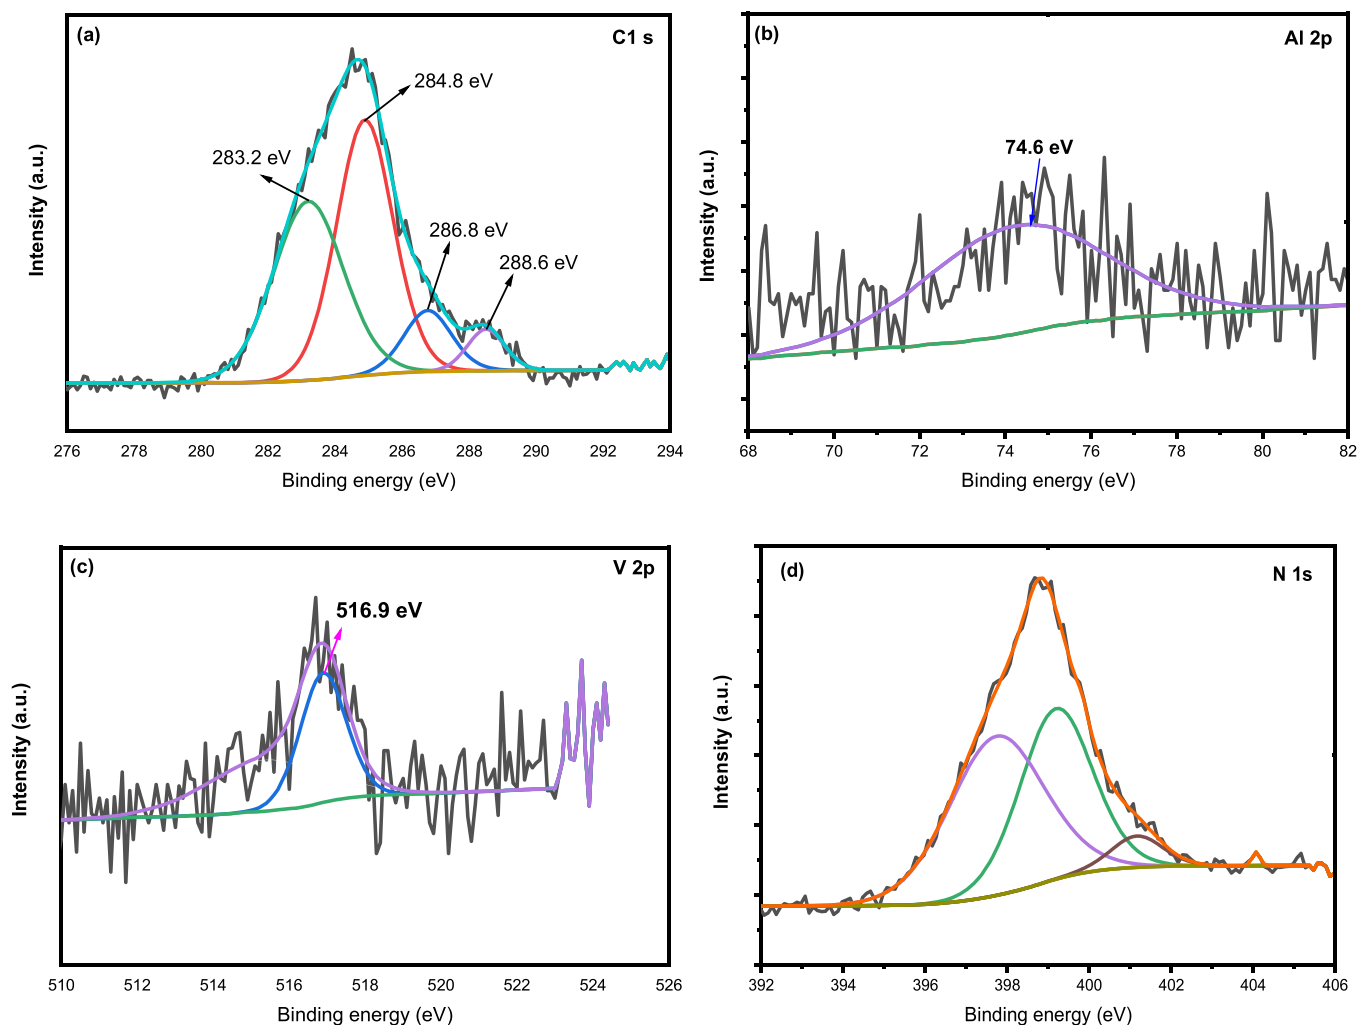 (a)
C1 s
284.8 eV
283.2 eV
286.8 eV
288.6 eV
Intensity (a.u.)
276 278 280 282 284 286 288 290 292 294
Binding energy (eV)
(b)
Al 2p
74.6 eV
Intensity (a.u.)
68 70 72 74 76 78 80 82
Binding energy (eV)
(c)
V 2p
516.9 eV
Intensity (a.u.)
510 512 514 516 518 520 522 524 526
Binding energy (eV)
(d)
N 1s
Intensity (a.u.)
392 394 396 398 400 402 404 406
Binding energy (eV)